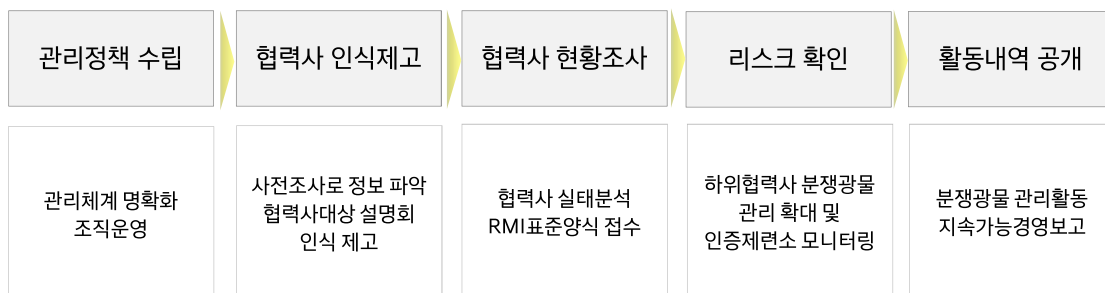 관리정책 수립
협력사 인식제고
협력사 현황조사
리스크 확인
활동내역 공개
관리체계 명확화
조직운영
사전조사로 정보 파악
협력사대상 설명회
인식 제고
협력사 실태분석
RMI표준양식 접수
하위협력사 분쟁광물
관리 확대 및
인증제련소 모니터링
분쟁광물 관리활동
지속가능경영보고